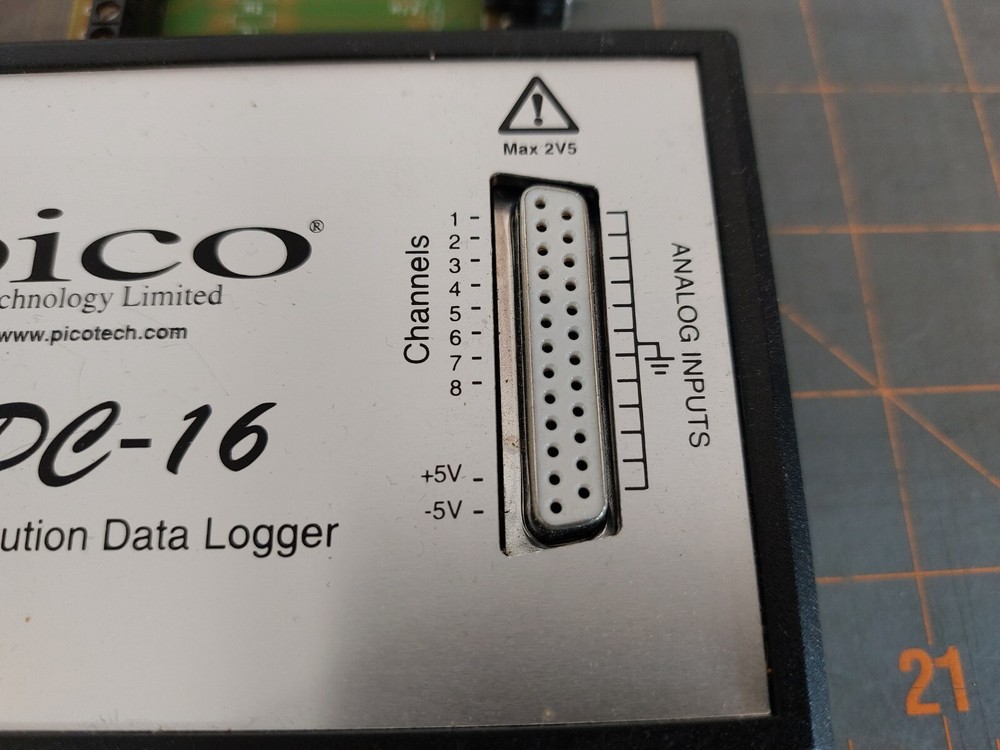 Max 2V5
pico®
chnology Limited
www.picotech.com
DC-16
ution Data Logger
Channels
1 -
2 -
3 -
4 -
5 -
6 -
7 -
8 -
+5V -
-5V -
ANALOG INPUTS
21